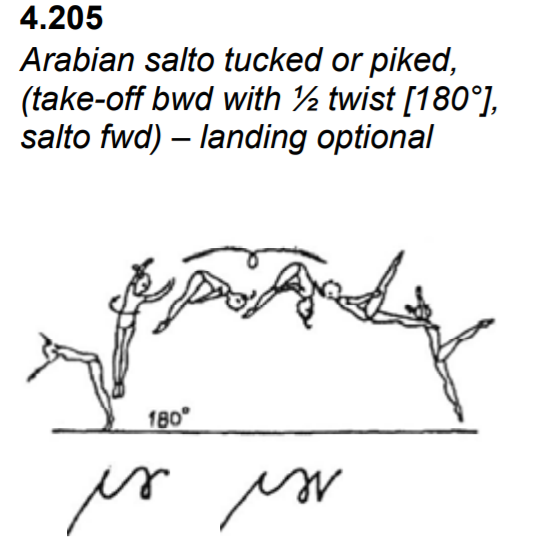 4.205
Arabian salto tucked or piked,
(take-off bwd with ½ twist [180°],
salto fwd) – landing optional
180°